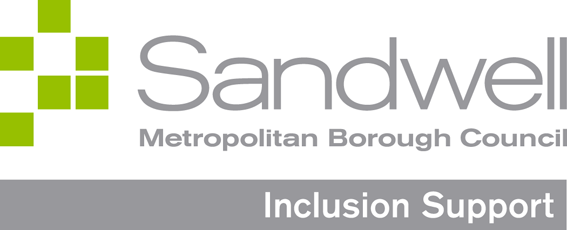 Sandwell
Metropolitan Borough Council
Inclusion Support